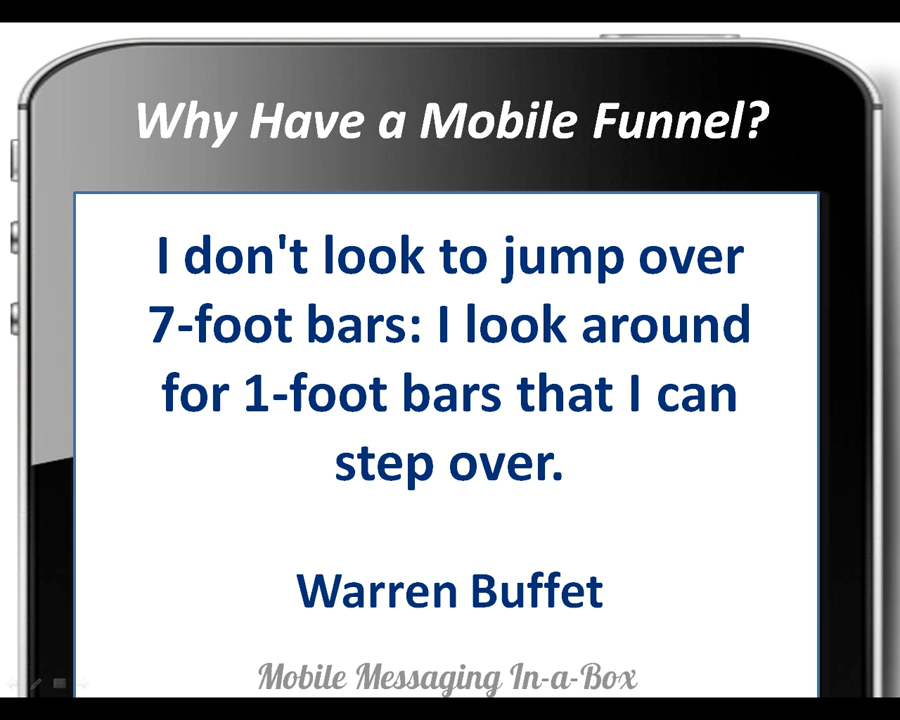 Why Have a Mobile Funnel?
I don't look to jump over
7-foot bars: I look around
for 1-foot bars that I can
step over.
Warren Buffet
Mobile Messaging In-a-Box